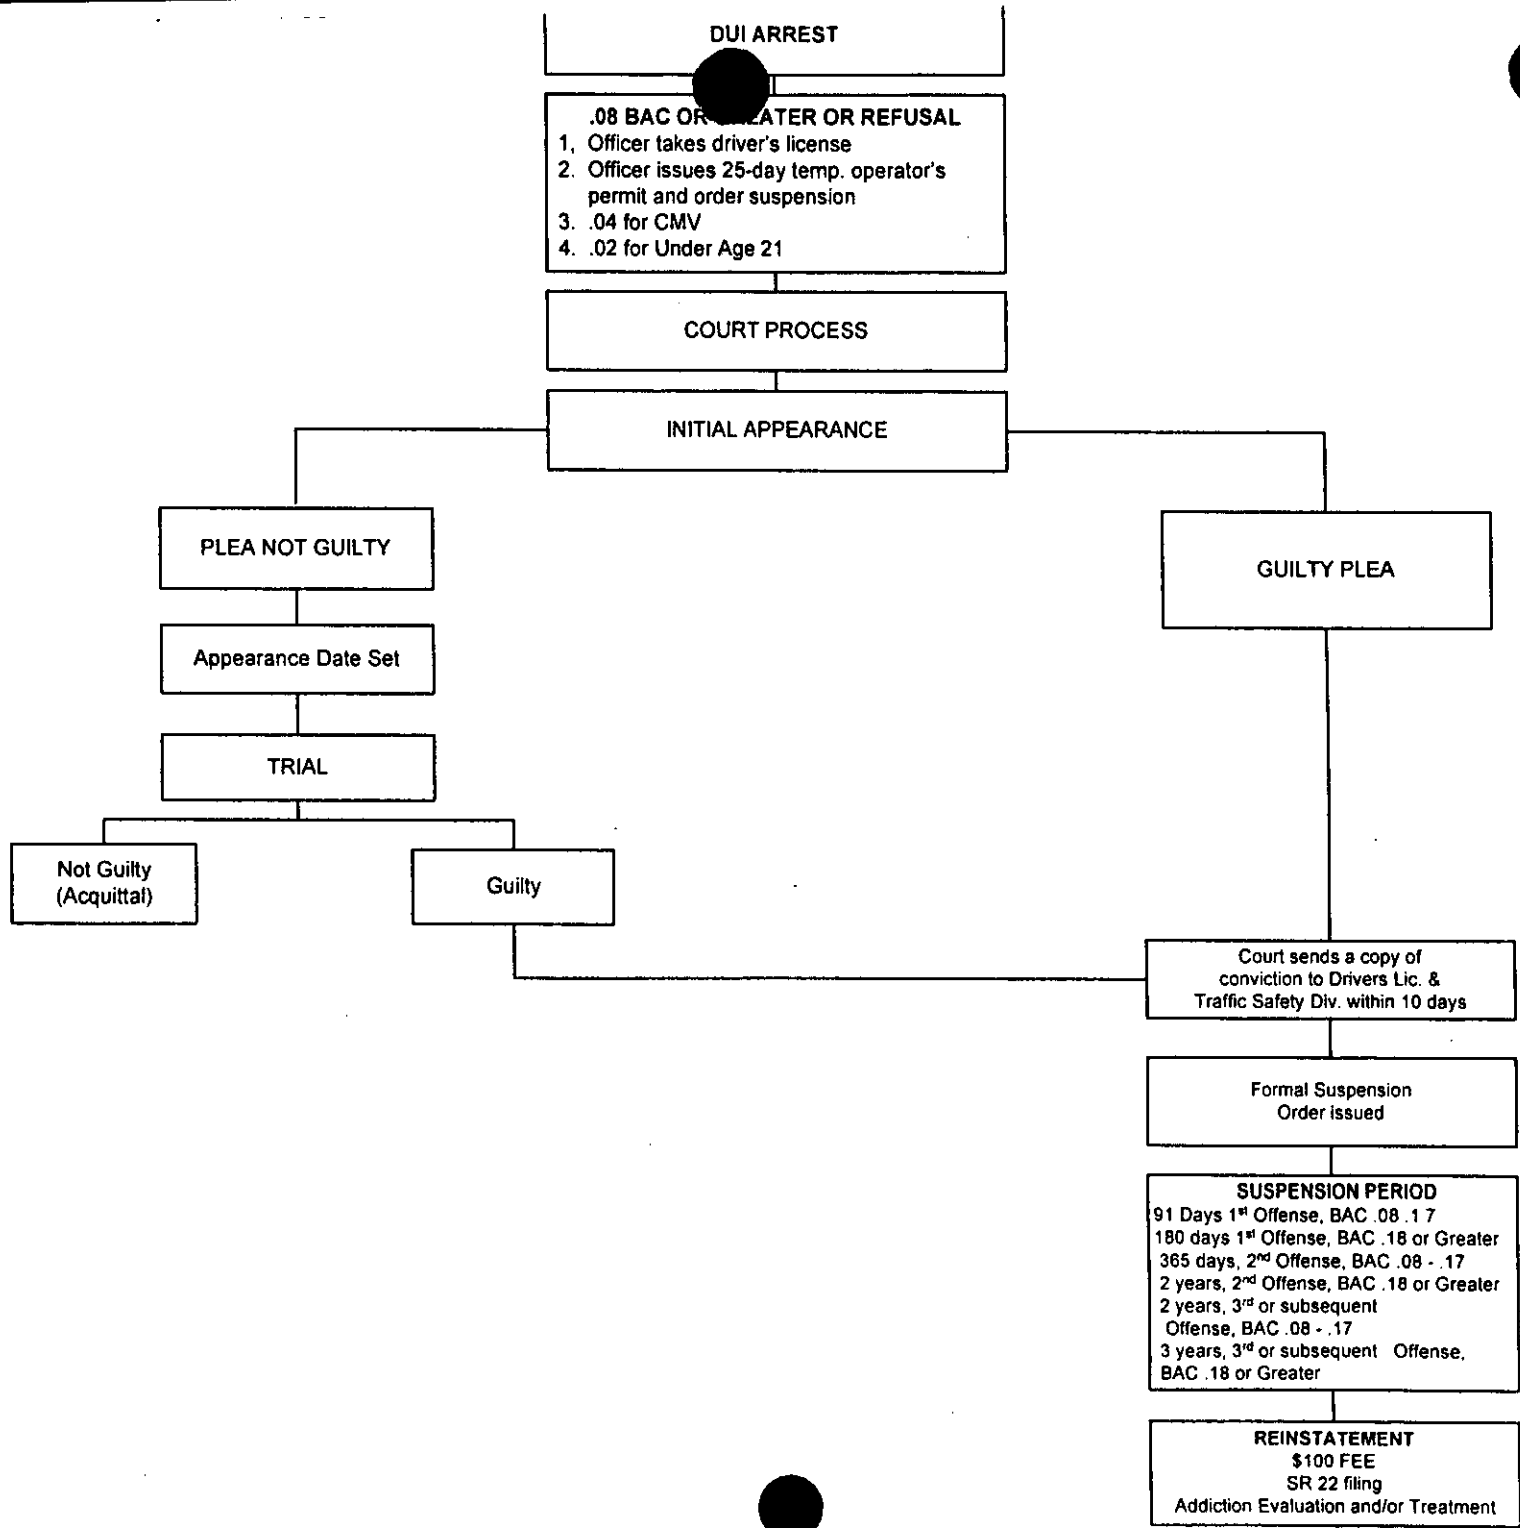 DUI ARREST
.08 BAC OR OR REFUSAL
1, Officer takes driver's license
2. Officer issues 25-day temp. operator's
permit and order suspension
3. .04 for CMV
4. .02 for Under Age 21
COURT PROCESS
INITIAL APPEARANCE
PLEA NOT GUILTY
GUILTY PLEA
Appearance Date Set
TRIAL
Not Guilty
(Acquittal)
Guilty
Court sends a copy of
conviction to Drivers Lic. &
Traffic Safety Div. within 10 days
Formal Suspension
Order issued
SUSPENSION PERIOD
91 Days 1st Offense, BAC .08 .1 7
180 days 1st Offense, BAC .18 or Greater
365 days, 2nd Offense, BAC .08 - .17
2 years, 2nd Offense, BAC .18 or Greater
2 years, 3rd or subsequent
Offense, BAC .08 - .17
3 years, 3rd or subsequent Offense,
BAC .18 or Greater
REINSTATEMENT
$100 FEE
SR 22 filing
Addiction Evaluation and/or Treatment